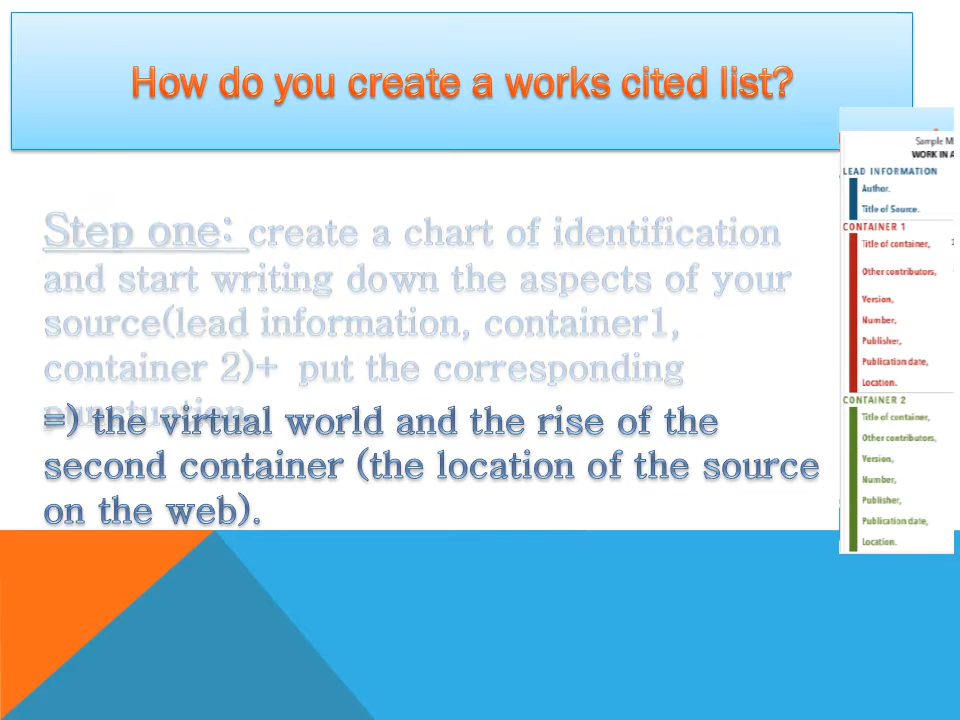 How do you create a works cited list?
Step one: create a chart of identification
and start writing down the aspects of your
source(lead information, container1,
container 2)+ put the corresponding
punctuation
=) the virtual world and the rise of the
second container (the location of the source
on the web).
Sample M
WORK IN A
LEAD INFORMATION
Author.
Title of Source.
CONTAINER 1
Title of container,
Other contributors,
Version,
Number,
Publisher,
Publication date,
Location.
CONTAINER 2
Title of container,
Other contributors,
Version,
Number,
Publisher,
Publication date,
Location.